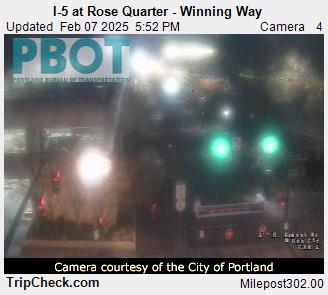 I-5 at Rose Quarter - Winning Way
Updated Feb 07 2025 5:52 PM Camera 4
PBOT
PORTLAND BUREAU OF TRANSPORTATION
Camera courtesy of the City of Portland
TripCheck.com Milepost302.00